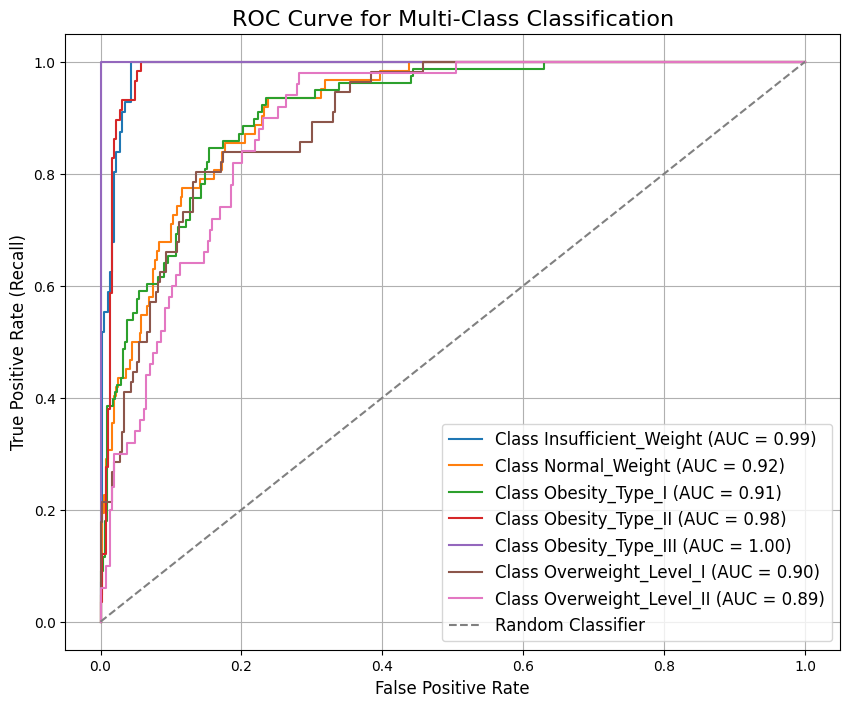 ROC Curve for Multi-Class Classification
True Positive Rate (Recall)
1.0
0.8
0.6
0.4
0.2
0.0
Class Insufficient_Weight (AUC = 0.99)
Class Normal_Weight (AUC = 0.92)
Class Obesity_Type_I (AUC = 0.91)
Class Obesity_Type_II (AUC = 0.98)
Class Obesity_Type_III (AUC = 1.00)
Class Overweight_Level_I (AUC = 0.90)
Class Overweight_Level_II (AUC = 0.89)
Random Classifier
0.0 0.2 0.4 0.6 0.8 1.0
False Positive Rate